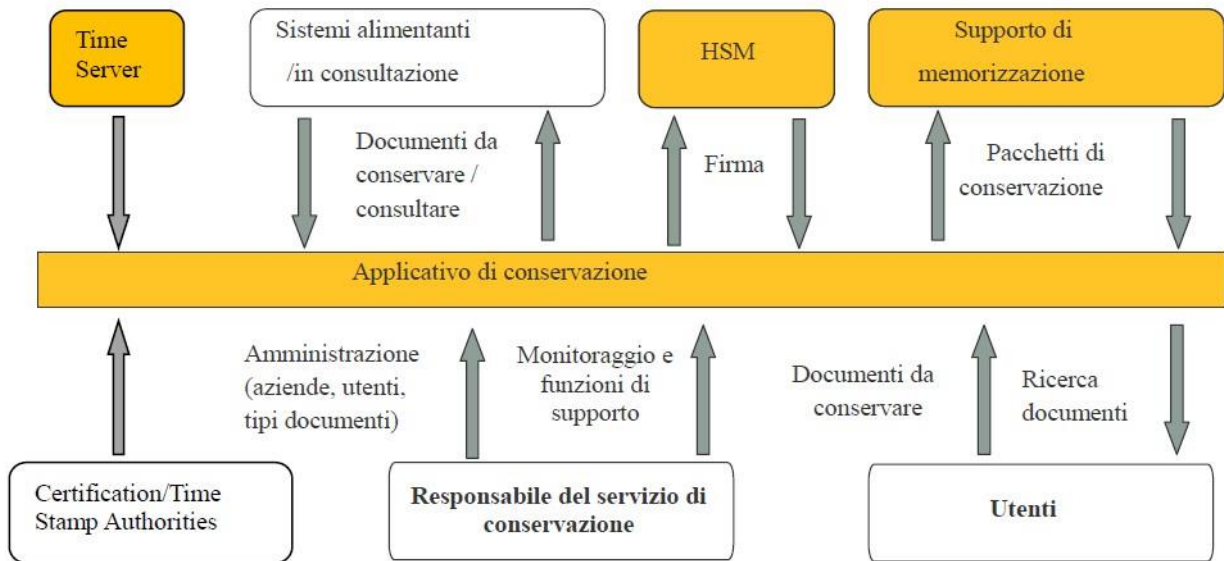 Time
Server
Sistemi alimentanti
/in consultazione
HSM
Supporto di
memorizzazione
Documenti da
conservare /
consultare
Firma
Pacchetti di
conservazione
Applicativo di conservazione
Amministrazione
(aziende, utenti,
tipi documenti)
Monitoraggio e
funzioni di
supporto
Documenti da
conservare
Ricerca
documenti
Certification/Time
Stamp Authorities
Responsabile del servizio di
conservazione
Utenti